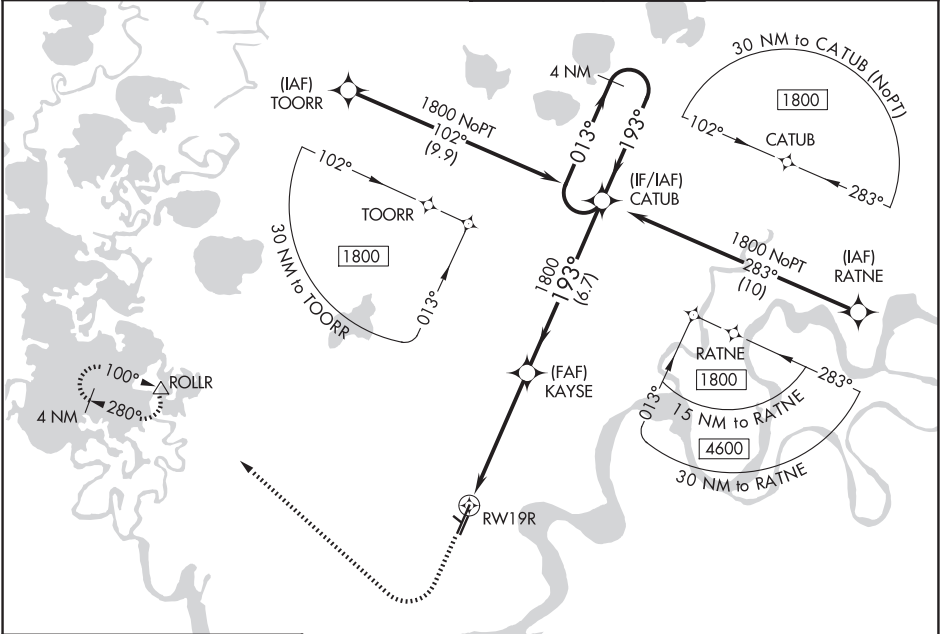 (IAF)
TOORR
1800 NoPT
102°
(9.9)
4 NM
013°
193°
(IF/IAF)
CATUB
30 NM to CATUB (NoPT)
1800
102°
CATUB
283°
102°
TOORR
1800
30 NM to TOORR
013°
1800
193°
(6.7)
1800 NoPT
283°
(10)
(IAF)
RATNE
(FAF)
KAYSE
RATNE
1800
283°
013°
15 NM to RATNE
4600
30 NM to RATNE
100°
ROLLR
4 NM
280°
RW19R